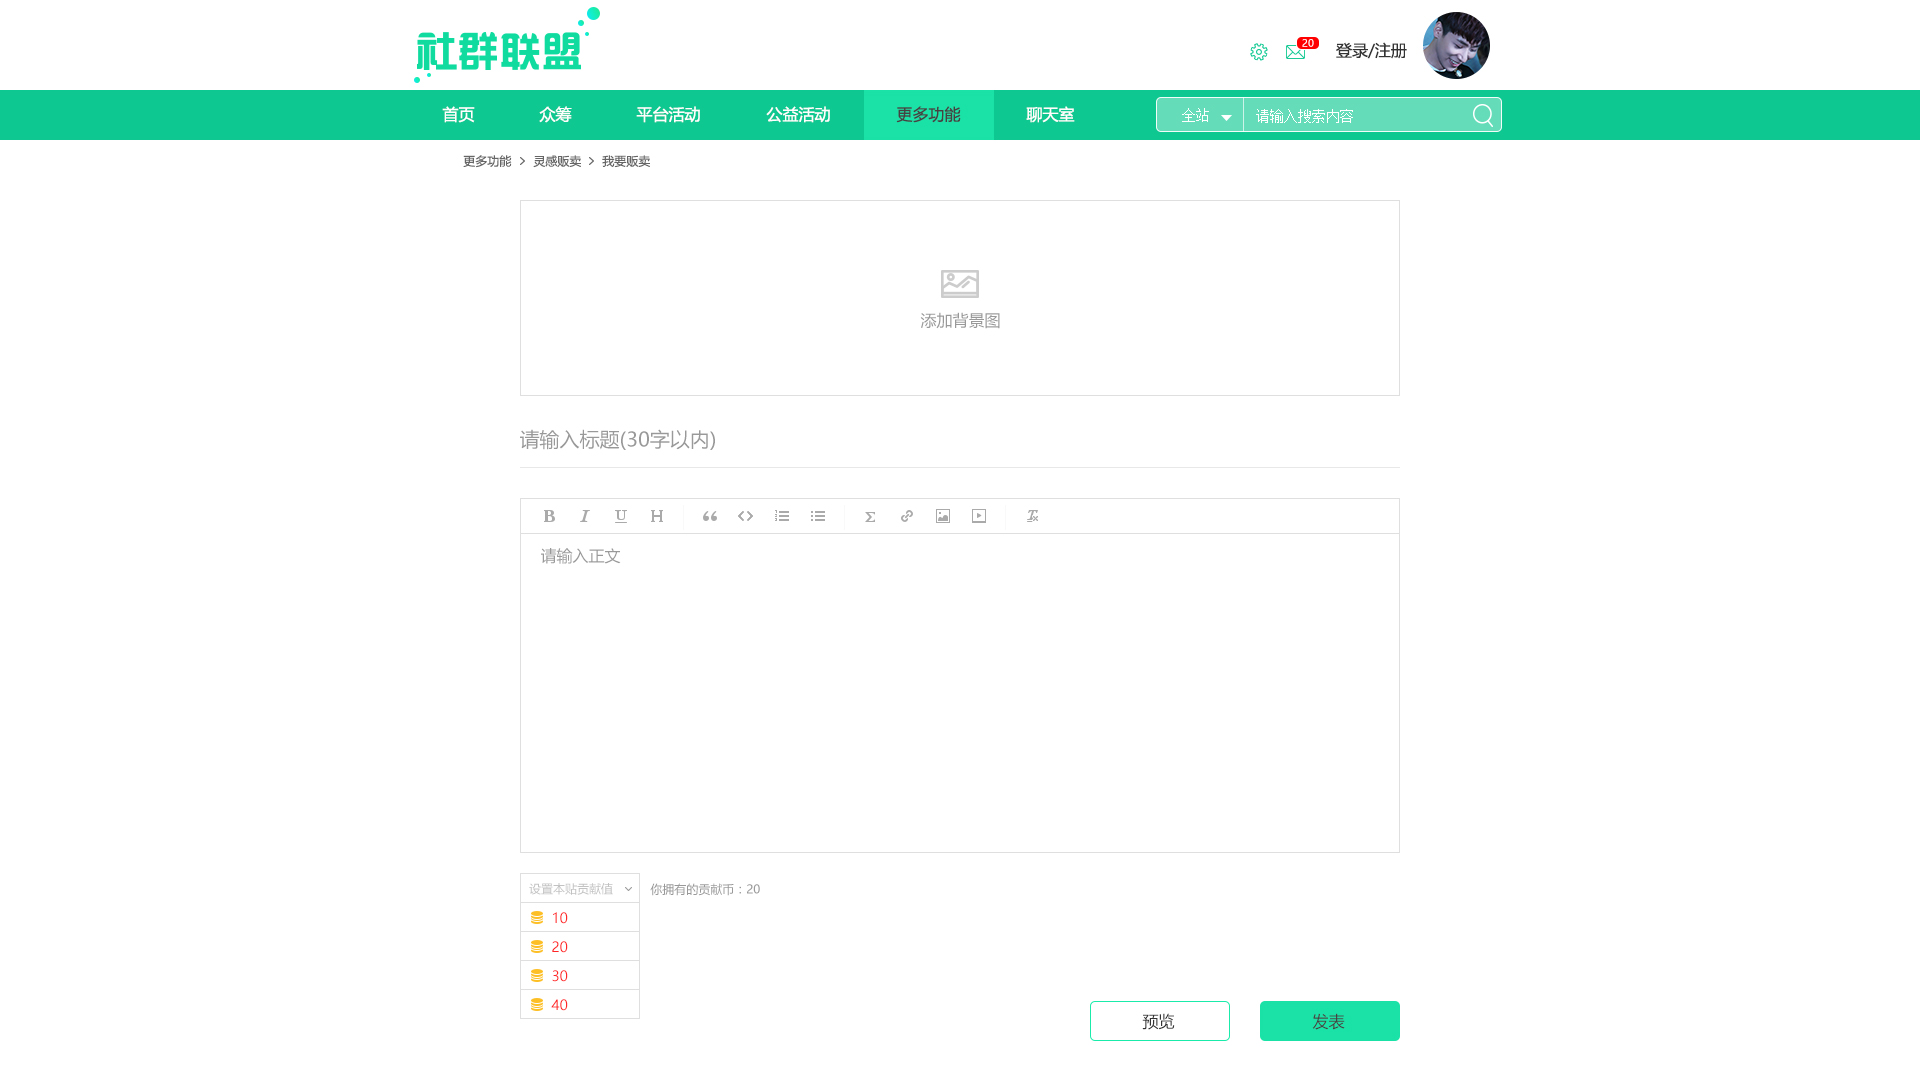 社群联盟
20
登录/注册
首页 众筹 平台活动 公益活动 更多功能 聊天室 全站 请输入搜索内容
更多功能 > 灵感贩卖 > 我要贩卖
添加背景图
请输入标题(30字以内)
B I U H
请输入正文
设置本站贡献值 你拥有的贡献币：20
10
20
30
40
预览 发表